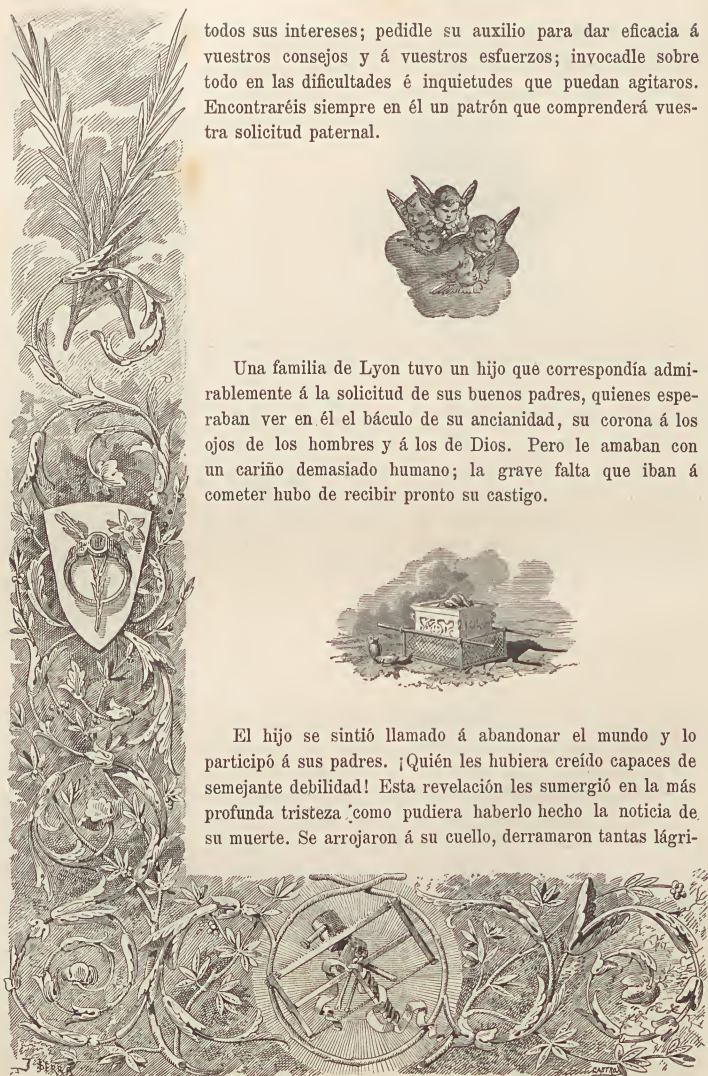 todos sus intereses; pedidle su auxilio para dar eficacia á
vuestros consejos y á vuestros esfuerzos; invocadle sobre
todo en las dificultades é inquietudes que puedan agitaros.
Encontraréis siempre en él un patrón que comprenderá vues-
tra solicitud paternal.
Una familia de Lyon tuvo un hijo que correspondía admi-
rablemente á la solicitud de sus buenos padres, quienes espe-
raban ver en él el báculo de su ancianidad, su corona á los
ojos de los hombres y á los de Dios. Pero le amaban con
un cariño demasiado humano; la grave falta que iban á
cometer hubo de recibir pronto su castigo.
El hijo se sintió llamado á abandonar el mundo y lo
participó á sus padres. ¡Quién les hubiera creído capaces de
semejante debilidad! Esta revelación les sumergió en la más
profunda tristeza como pudiera haberlo hecho la noticia de
su muerte. Se arrojaron á su cuello, derramaron tantas lágri-